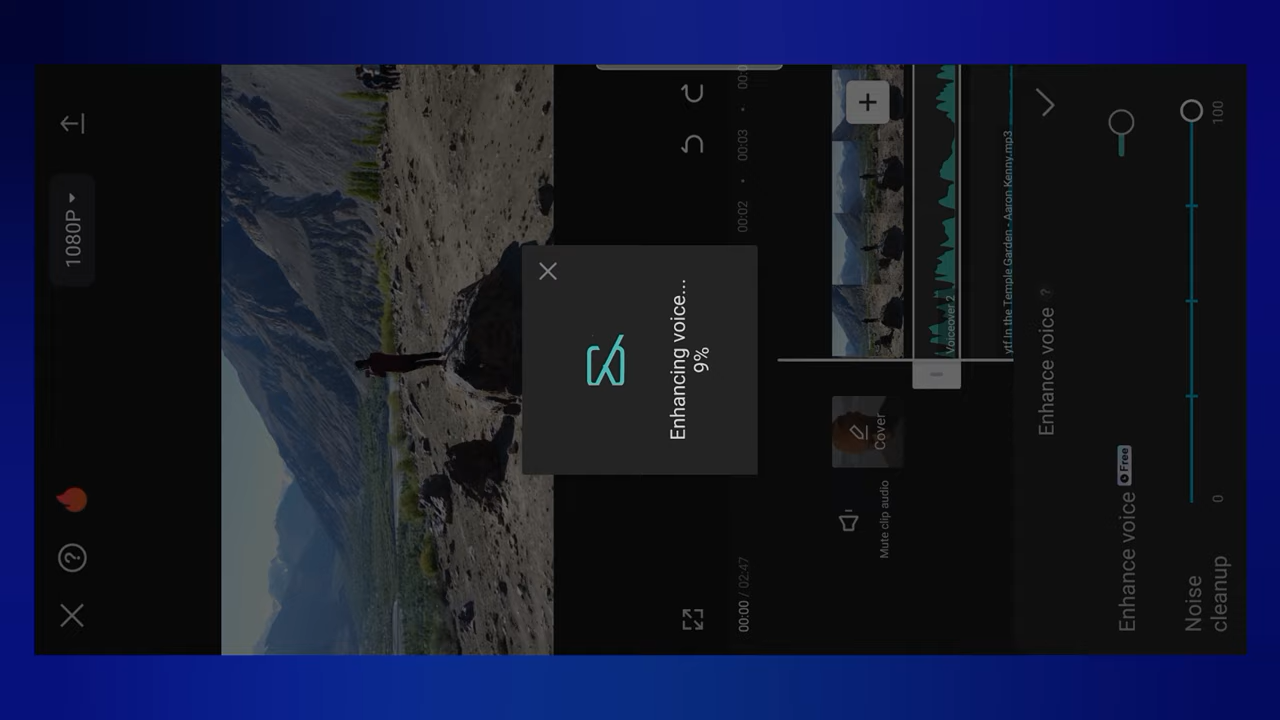 1080P
Enhancing voice...
9%
00:00 / 02:47
00:02
00:03
Mute clip audio
Cover
Voiceover 2
ytf.In the Temple Garden - Aaron Kenny.mp3
Enhance voice ?
Enhance voice
Free
Noise
cleanup
0
100